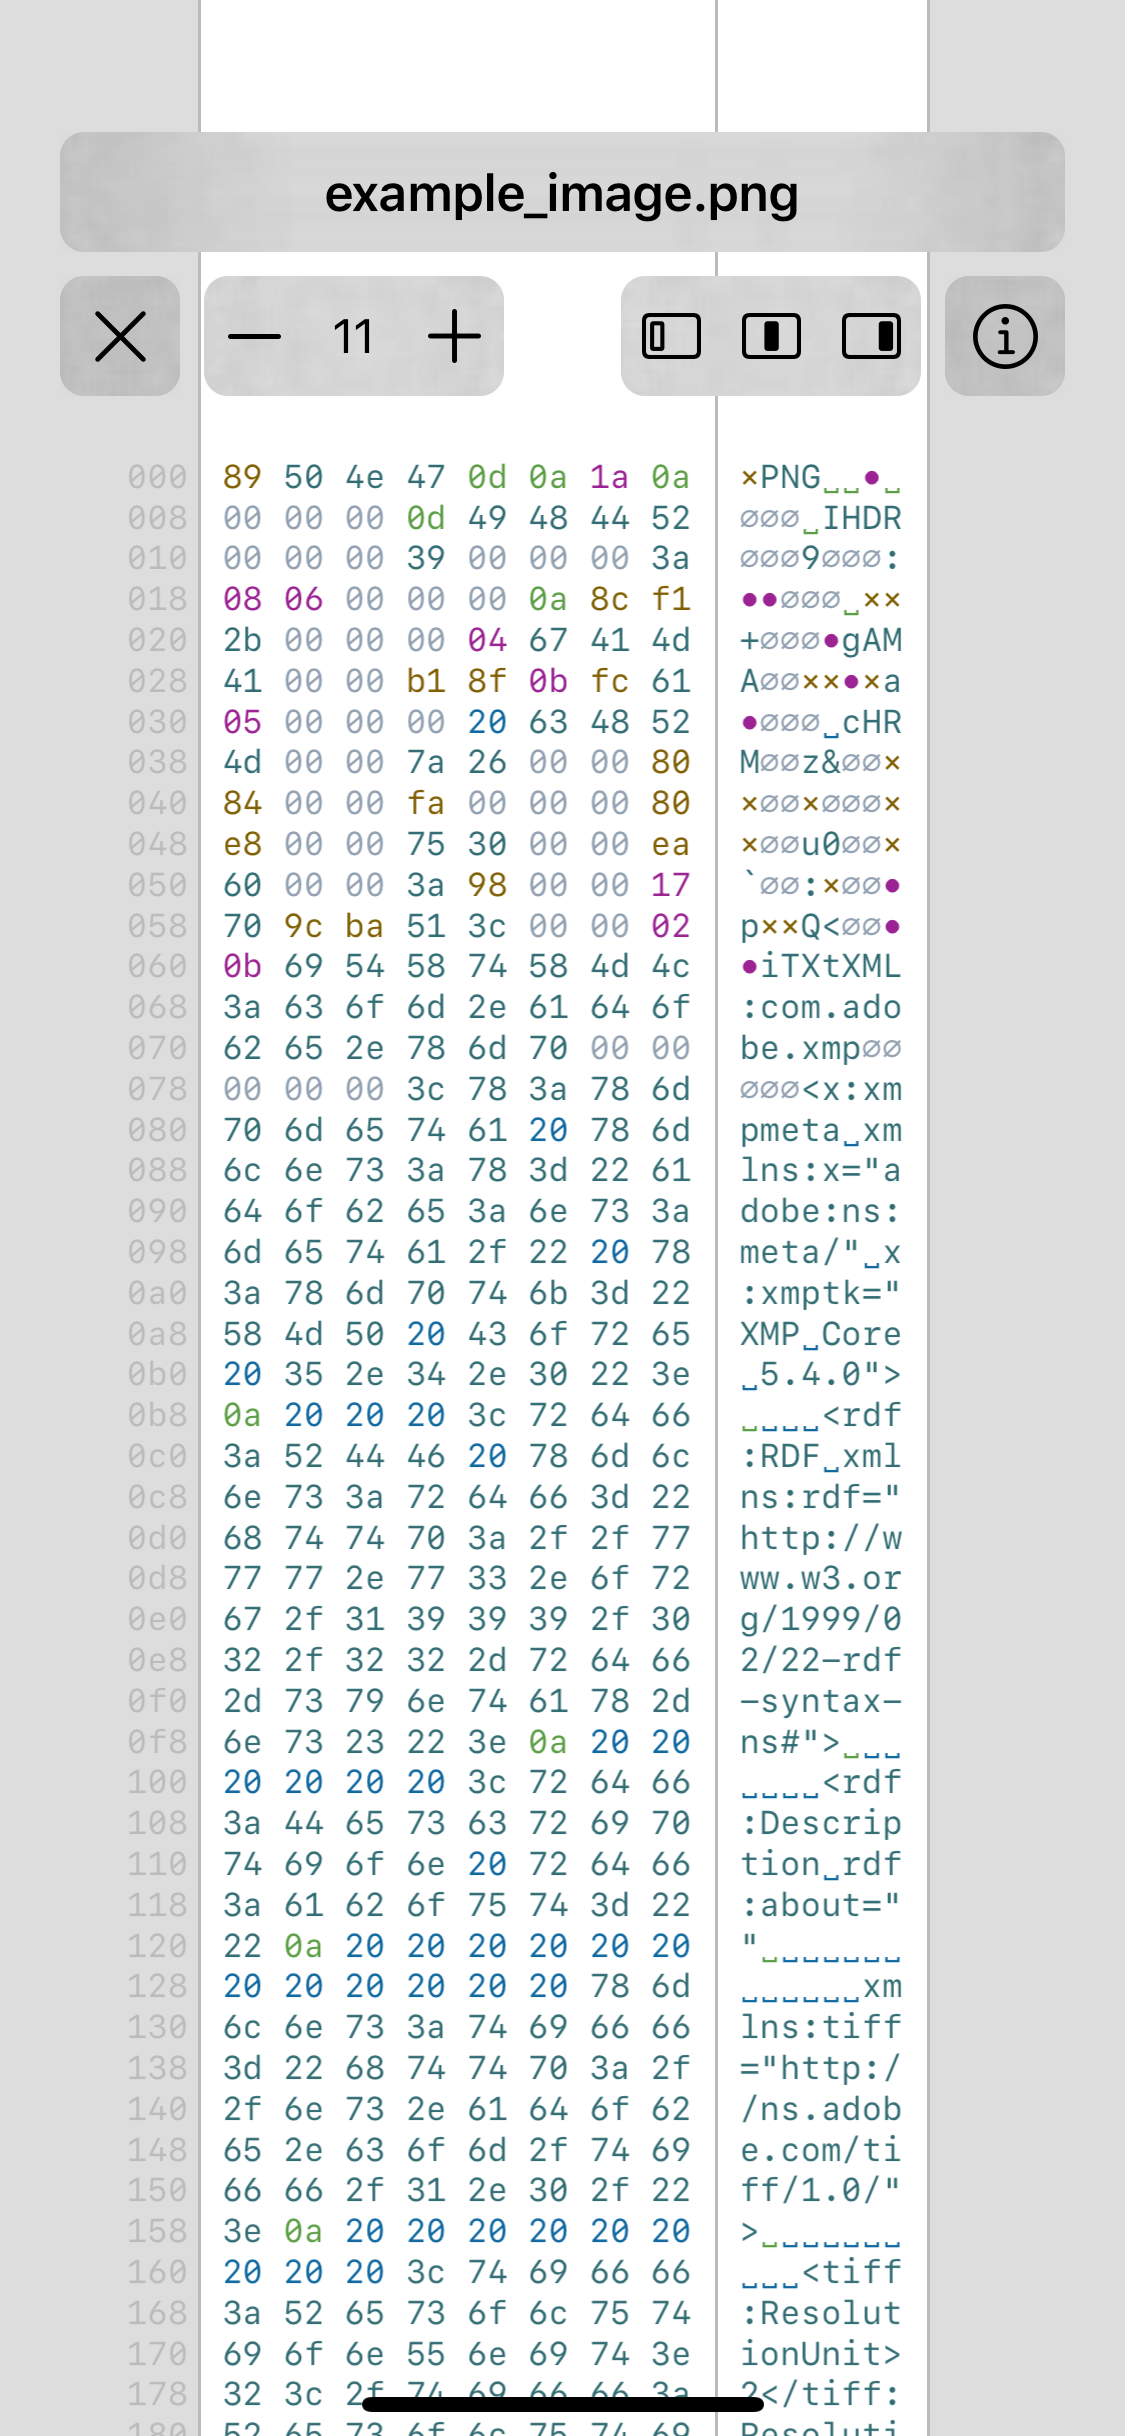 example_image.png
11
000 89 50 4e 47 0d 0a 1a 0a ×PNG␣␣•␣
008 00 00 00 0d 49 48 44 52 ∅∅∅␣IHDR
010 00 00 00 39 00 00 00 3a ∅∅∅9∅∅∅:
018 08 06 00 00 00 0a 8c f1 ••∅∅∅␣××
020 2b 00 00 00 04 67 41 4d +∅∅∅•gAM
028 41 00 00 b1 8f 0b fc 61 A∅∅××•×a
030 05 00 00 00 20 63 48 52 •∅∅∅␣cHR
038 4d 00 00 7a 26 00 00 80 M∅∅z&∅∅×
040 84 00 00 fa 00 00 00 80 ×∅∅×∅∅∅×
048 e8 00 00 75 30 00 00 ea ×∅∅u0∅∅×
050 60 00 00 3a 98 00 00 17 `∅∅:×∅∅•
058 70 9c ba 51 3c 00 00 02 p××Q<∅∅•
060 0b 69 54 58 74 58 4d 4c •iTXtXML
068 3a 63 6f 6d 2e 61 64 6f :com.ado
070 62 65 2e 78 6d 70 00 00 be.xmp∅∅
078 00 00 00 3c 78 3a 78 6d ∅∅∅<x:xm
080 70 6d 65 74 61 20 78 6d pmeta␣xm
088 6c 6e 73 3a 78 3d 22 61 lns:x="a
090 64 6f 62 65 3a 6e 73 3a dobe:ns:
098 6d 65 74 61 2f 22 20 78 meta/"␣x
0a0 3a 78 6d 70 74 6b 3d 22 :xmptk="
0a8 58 4d 50 20 43 6f 72 65 XMP␣Core
0b0 20 35 2e 34 2e 30 22 3e ␣5.4.0">
0b8 0a 20 20 20 3c 72 64 66 ␣␣␣␣<rdf
0c0 3a 52 44 46 20 78 6d 6c :RDF␣xml
0c8 6e 73 3a 72 64 66 3d 22 ns:rdf="
0d0 68 74 74 70 3a 2f 2f 77 http://w
0d8 77 77 2e 77 33 2e 6f 72 ww.w3.or
0e0 67 2f 31 39 39 39 2f 30 g/1999/0
0e8 32 2f 32 32 2d 72 64 66 2/22-rdf
0f0 2d 73 79 6e 74 61 78 2d -syntax-
0f8 6e 73 23 22 3e 0a 20 20 ns#">␣␣␣
100 20 20 20 20 3c 72 64 66 ␣␣␣␣<rdf
108 3a 44 65 73 63 72 69 70 :Descrip
110 74 69 6f 6e 20 72 64 66 tion␣rdf
118 3a 61 62 6f 75 74 3d 22 :about="
120 22 0a 20 20 20 20 20 20 "␣␣␣␣␣␣␣
128 20 20 20 20 20 20 78 6d ␣␣␣␣␣␣xm
130 6c 6e 73 3a 74 69 66 66 lns:tiff
138 3d 22 68 74 74 70 3a 2f ="http:/
140 2f 6e 73 2e 61 64 6f 62 /ns.adob
148 65 2e 63 6f 6d 2f 74 69 e.com/ti
150 66 66 2f 31 2e 30 2f 22 ff/1.0/"
158 3e 0a 20 20 20 20 20 20 >␣␣␣␣␣␣␣
160 20 20 20 3c 74 69 66 66 ␣␣␣<tiff
168 3a 52 65 73 6f 6c 75 74 :Resolut
170 69 6f 6e 55 6e 69 74 3e ionUnit>
178 32 3c 2f 74 69 66 66 3a 2</tiff:
180 52 65 73 6f 6c 75 74 69 Resoluti